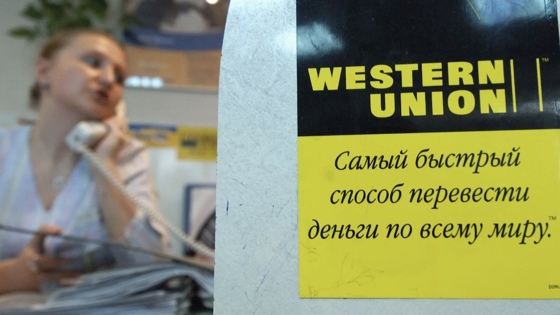 WESTERN
UNION
Самый быстрый
способ перевести
деньги по всему миру.